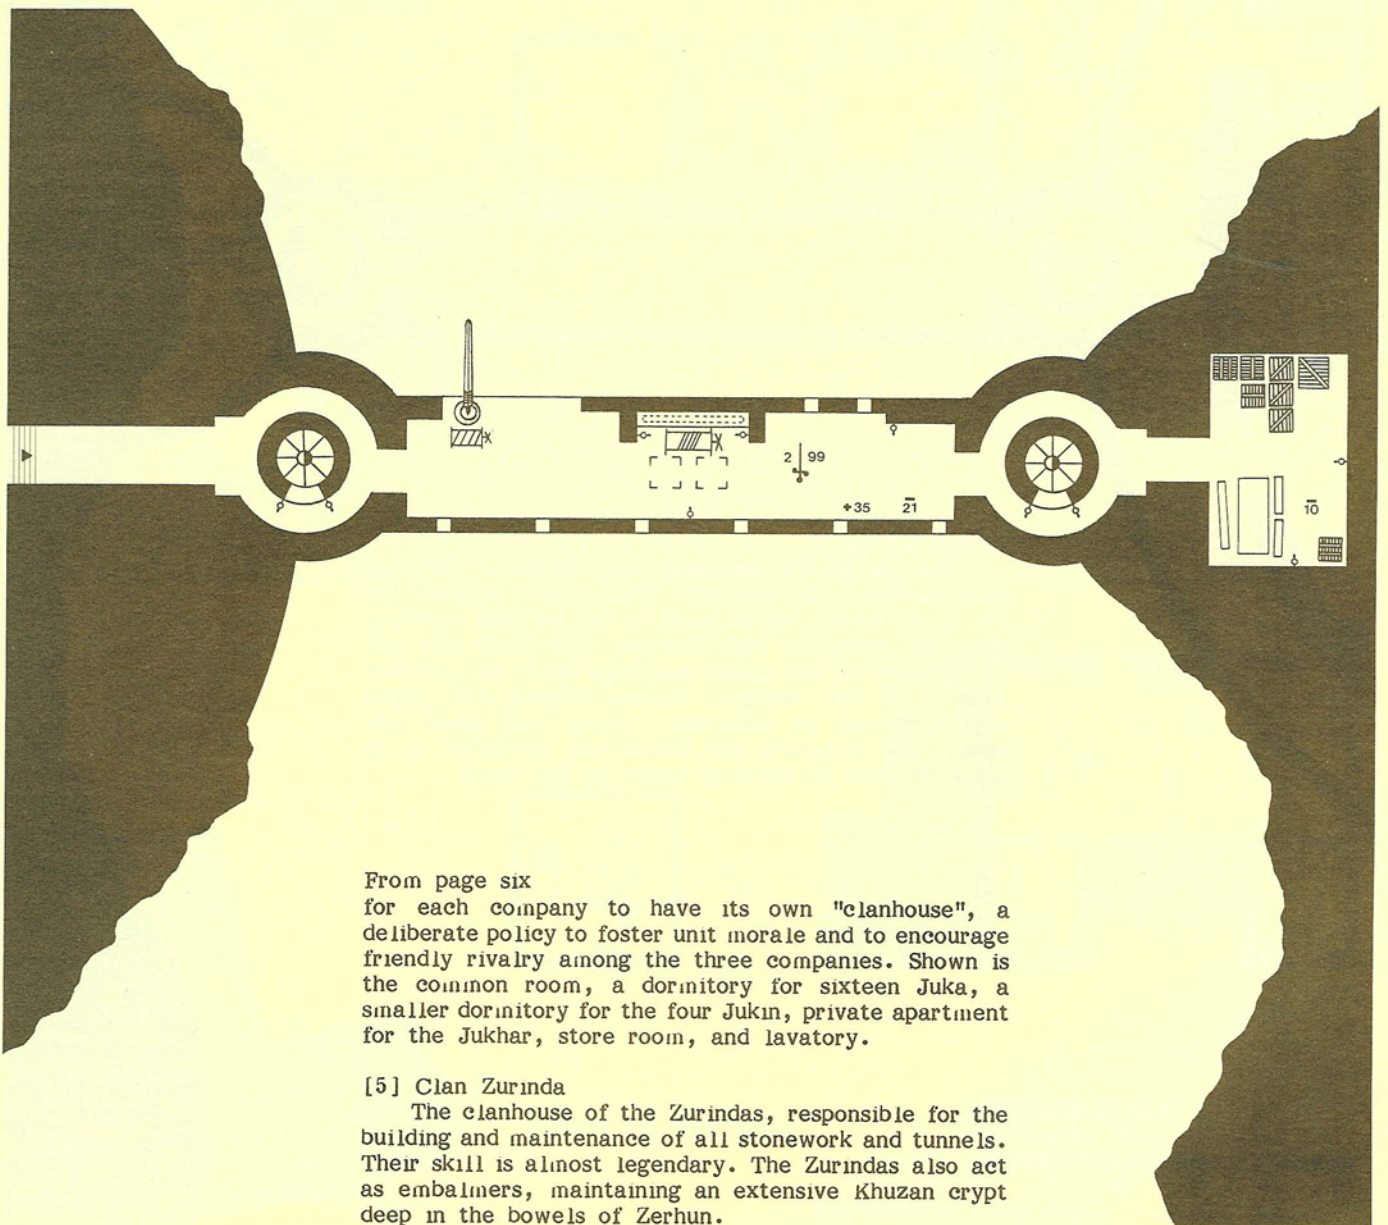 2 99
+35 21
10
From page six
for each company to have its own "clanhouse", a
deliberate policy to foster unit morale and to encourage
friendly rivalry among the three companies. Shown is
the common room, a dormitory for sixteen Juka, a
smaller dormitory for the four Jukin, private apartment
for the Jukhar, store room, and lavatory.
[5] Clan Zurinda
The clanhouse of the Zurindas, responsible for the
building and maintenance of all stonework and tunnels.
Their skill is almost legendary. The Zurindas also act
as embalmers, maintaining an extensive Khuzan crypt
deep in the bowels of Zerhun.